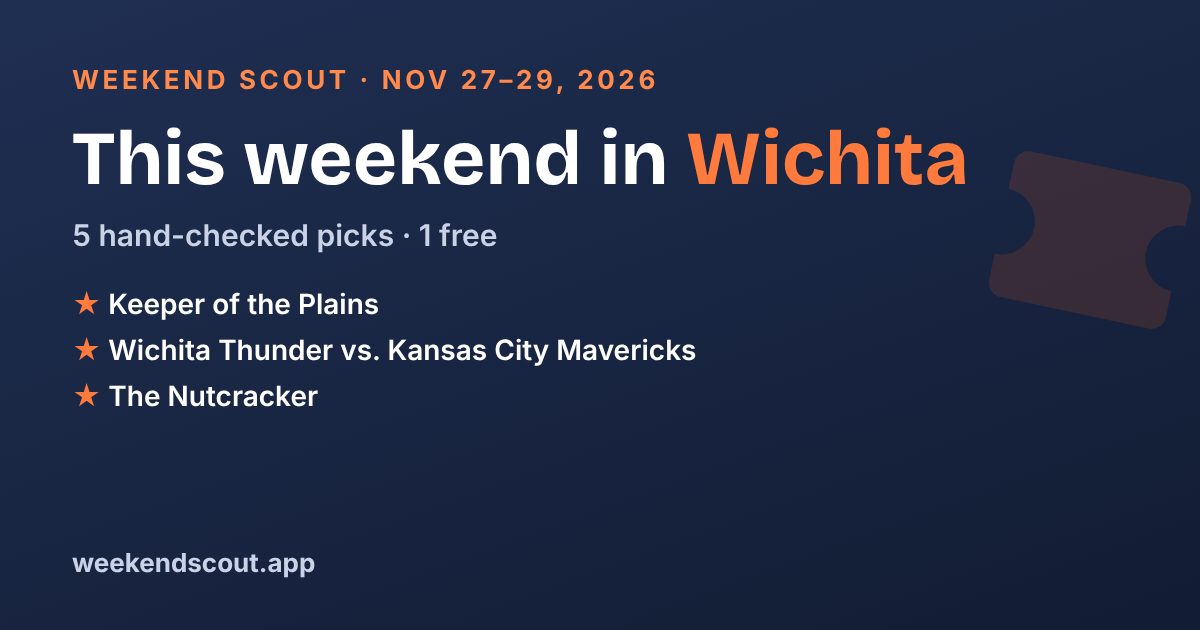 WEEKEND SCOUT · NOV 27–29, 2026
This weekend in Wichita
5 hand-checked picks · 1 free
★ Keeper of the Plains
★ Wichita Thunder vs. Kansas City Mavericks
★ The Nutcracker
weekendscout.app